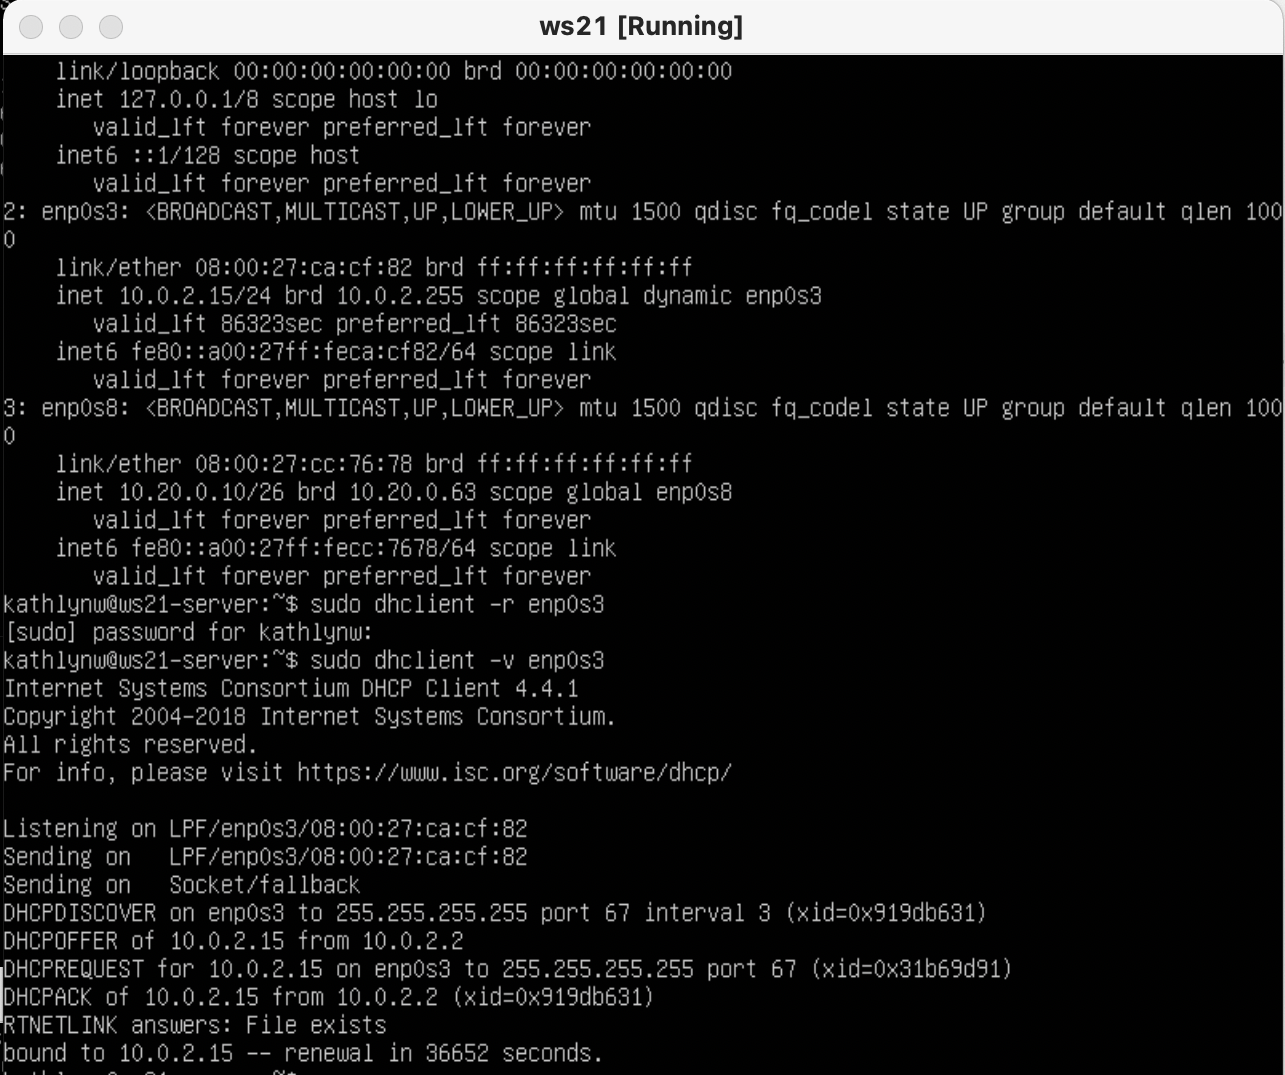 ws21 [Running]
link/loopback 00:00:00:00:00:00 brd 00:00:00:00:00:00
inet 127.0.0.1/8 scope host lo
valid_lft forever preferred_lft forever
inet6 ::1/128 scope host
valid_lft forever preferred_lft forever
2: enp0s3: <BROADCAST,MULTICAST,UP,LOWER_UP> mtu 1500 qdisc fq_codel state UP group default qlen 100
0
link/ether 08:00:27:ca:cf:82 brd ff:ff:ff:ff:ff:ff
inet 10.0.2.15/24 brd 10.0.2.255 scope global dynamic enp0s3
valid_lft 86323sec preferred_lft 86323sec
inet6 fe80::a00:27ff:feca:cf82/64 scope link
valid_lft forever preferred_lft forever
3: enp0s8: <BROADCAST,MULTICAST,UP,LOWER_UP> mtu 1500 qdisc fq_codel state UP group default qlen 100
0
link/ether 08:00:27:cc:76:78 brd ff:ff:ff:ff:ff:ff
inet 10.20.0.10/26 brd 10.20.0.63 scope global enp0s8
valid_lft forever preferred_lft forever
inet6 fe80::a00:27ff:fecc:7678/64 scope link
valid_lft forever preferred_lft forever
kathlynw@ws21-server:~$ sudo dhclient -r enp0s3
[sudo] password for kathlynw:
kathlynw@ws21-server:~$ sudo dhclient -v enp0s3
Internet Systems Consortium DHCP Client 4.4.1
Copyright 2004-2018 Internet Systems Consortium.
All rights reserved.
For info, please visit https://www.isc.org/software/dhcp/
Listening on LPF/enp0s3/08:00:27:ca:cf:82
Sending on   LPF/enp0s3/08:00:27:ca:cf:82
Sending on   Socket/fallback
DHCPDISCOVER on enp0s3 to 255.255.255.255 port 67 interval 3 (xid=0x919db631)
DHCPOFFER of 10.0.2.15 from 10.0.2.2
DHCPREQUEST for 10.0.2.15 on enp0s3 to 255.255.255.255 port 67 (xid=0x31b69d91)
DHCPACK of 10.0.2.15 from 10.0.2.2 (xid=0x919db631)
RTNETLINK answers: File exists
bound to 10.0.2.15 -- renewal in 36652 seconds.